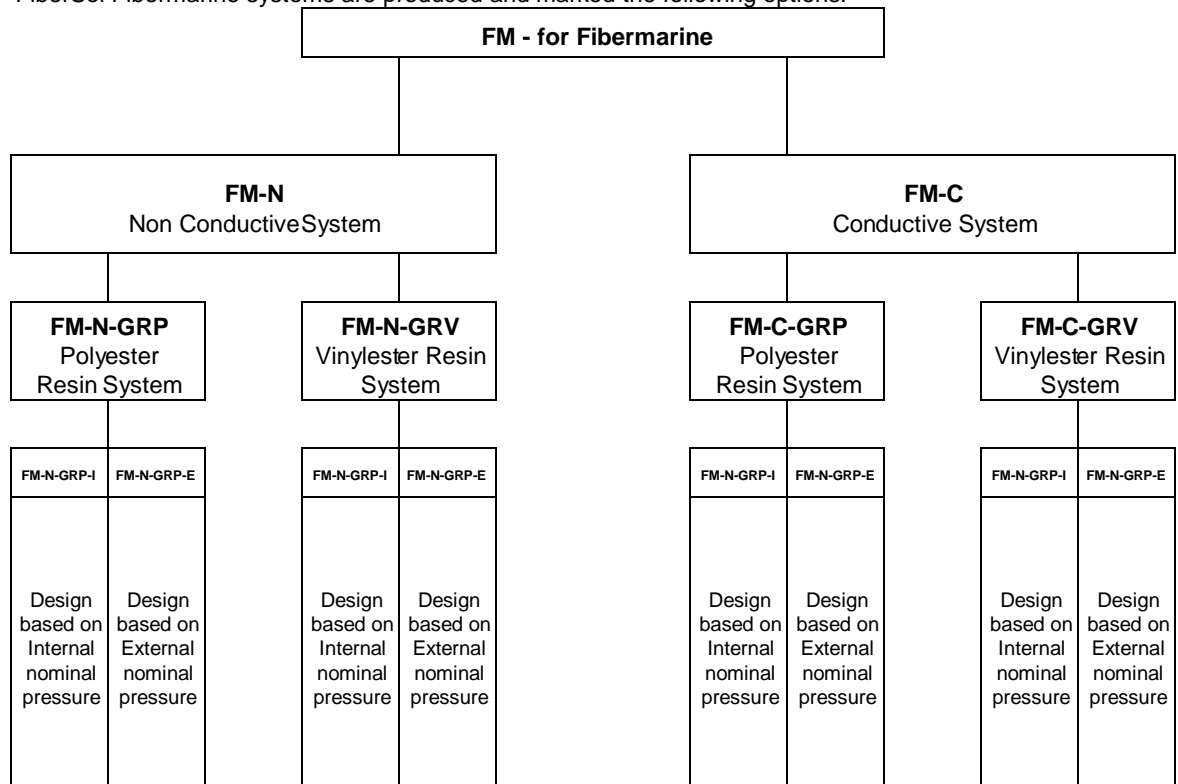 FiberSol Fibermarine systems are produced and marked the following options:
FM - for Fibermarine
FM-N
Non Conductive System
FM-C
Conductive System
FM-N-GRP
Polyester
Resin System
FM-N-GRV
Vinylester Resin
System
FM-C-GRP
Polyester
Resin System
FM-C-GRV
Vinylester Resin
System
FM-N-GRP-I
FM-N-GRP-E
FM-N-GRP-I
FM-N-GRP-E
FM-N-GRP-I
FM-N-GRP-E
FM-N-GRP-I
FM-N-GRP-E
Design
based on
Internal
nominal
pressure
Design
based on
External
nominal
pressure
Design
based on
Internal
nominal
pressure
Design
based on
External
nominal
pressure
Design
based on
Internal
nominal
pressure
Design
based on
External
nominal
pressure
Design
based on
Internal
nominal
pressure
Design
based on
External
nominal
pressure